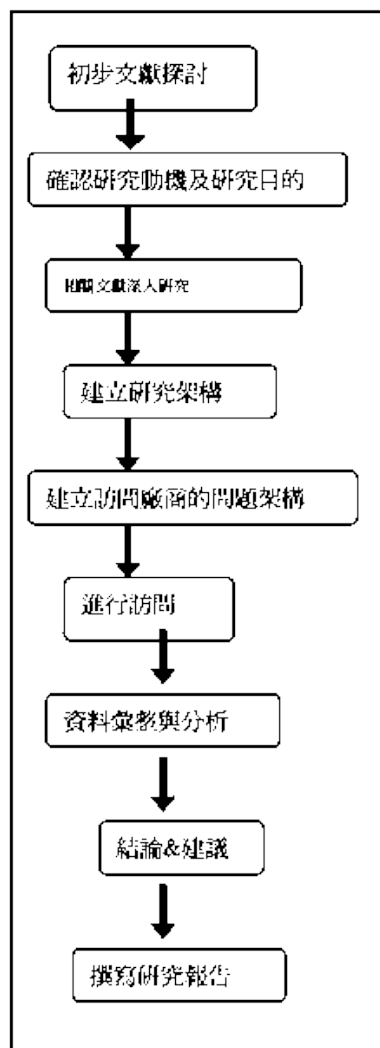 初步文獻探討
確認研究動機及研究目的
相關文獻深入研究
建立研究架構
建立訪問廠商的問題架構
進行訪問
資料彙整與分析
結論&建議
撰寫研究報告